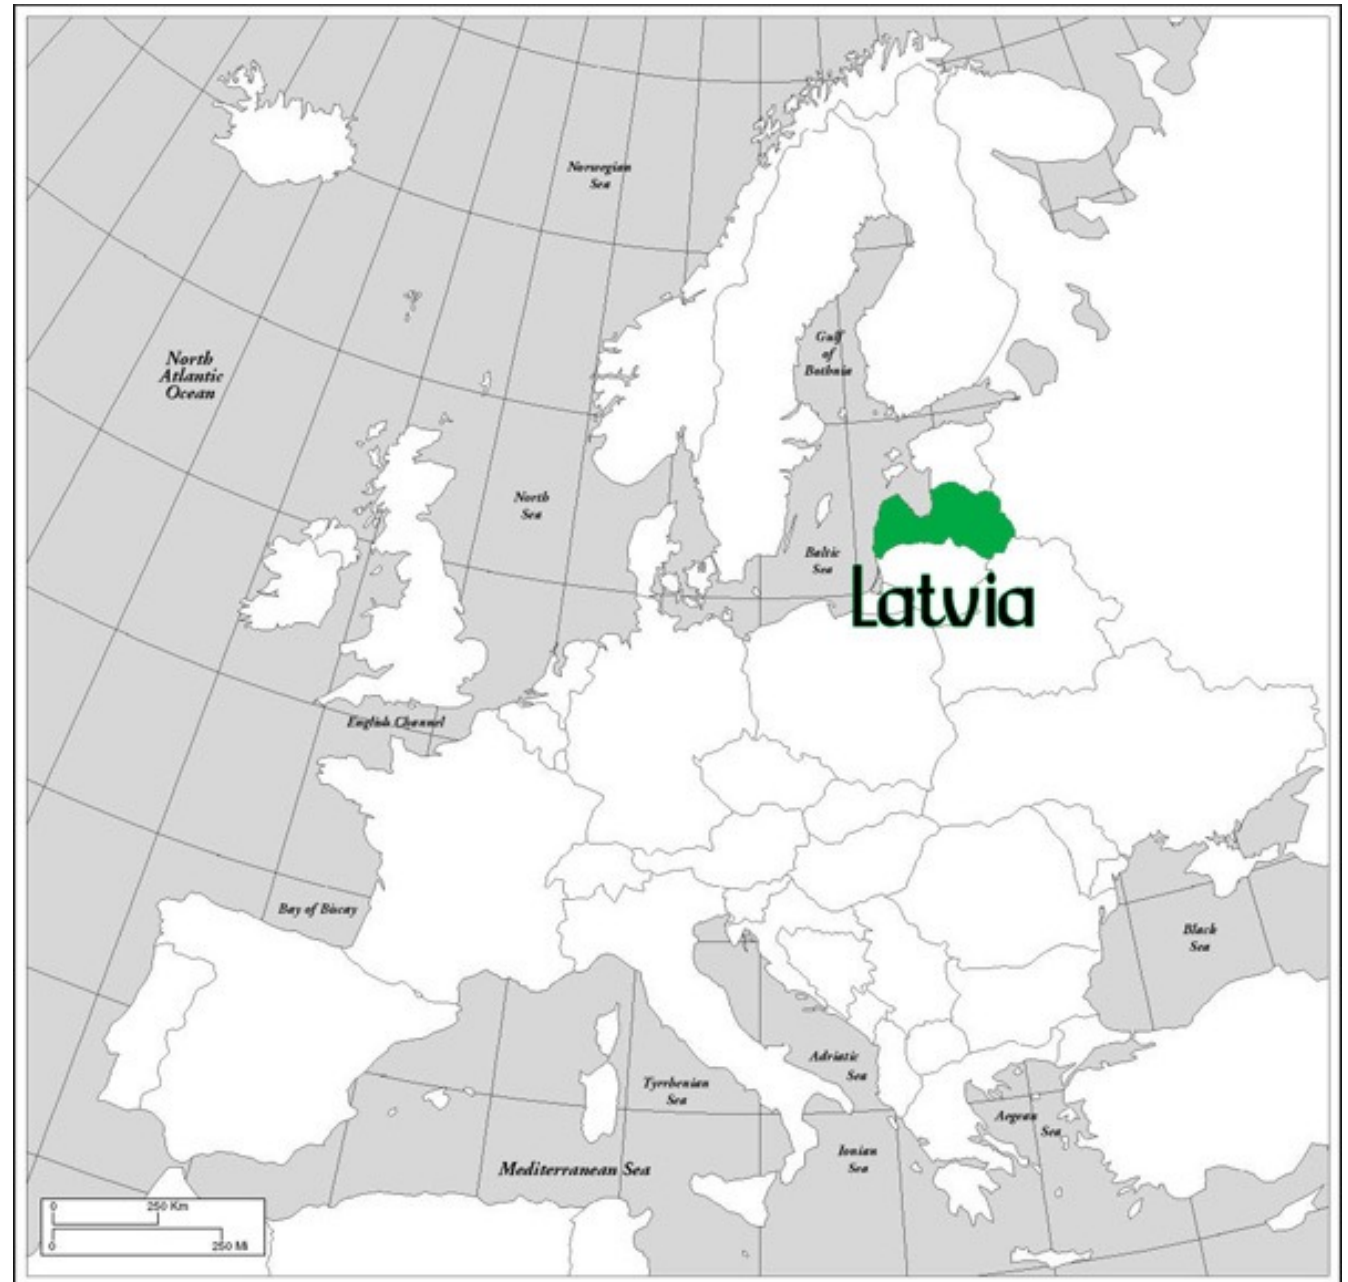 Norwegian
Sea
North
Atlantic
Ocean
Gulf
of
Bothnia
North
Sea
Baltic
Sea
Latvia
English Channel
Bay of Biscay
Black
Sea
Adriatic
Sea
Tyrrhenian
Sea
Aegean
Sea
Ionian
Sea
Mediterranean Sea
0 250 Km
0 250 Mi